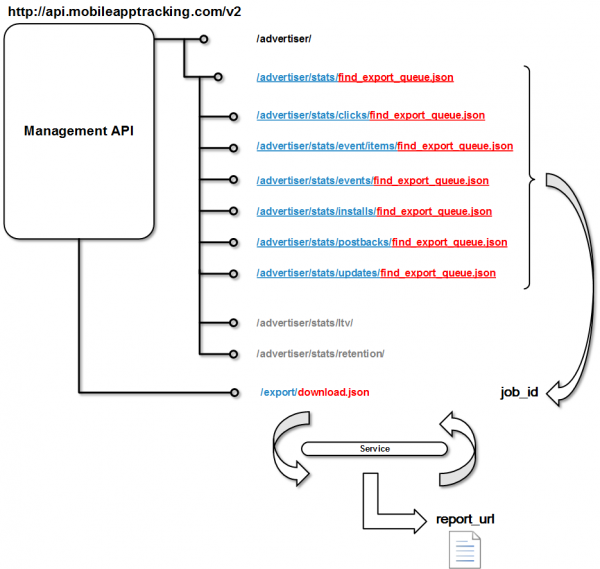 http://api.mobileapptracking.com/v2
/advertiser/
/advertiser/stats/find_export_queue.json
Management API
/advertiser/stats/clicks/find_export_queue.json
/advertiser/stats/event/items/find_export_queue.json
/advertiser/stats/events/find_export_queue.json
/advertiser/stats/installs/find_export_queue.json
/advertiser/stats/postbacks/find_export_queue.json
/advertiser/stats/updates/find_export_queue.json
/advertiser/stats/ltv/
/advertiser/stats/retention/
/export/download.json
job_id
Service
report_url